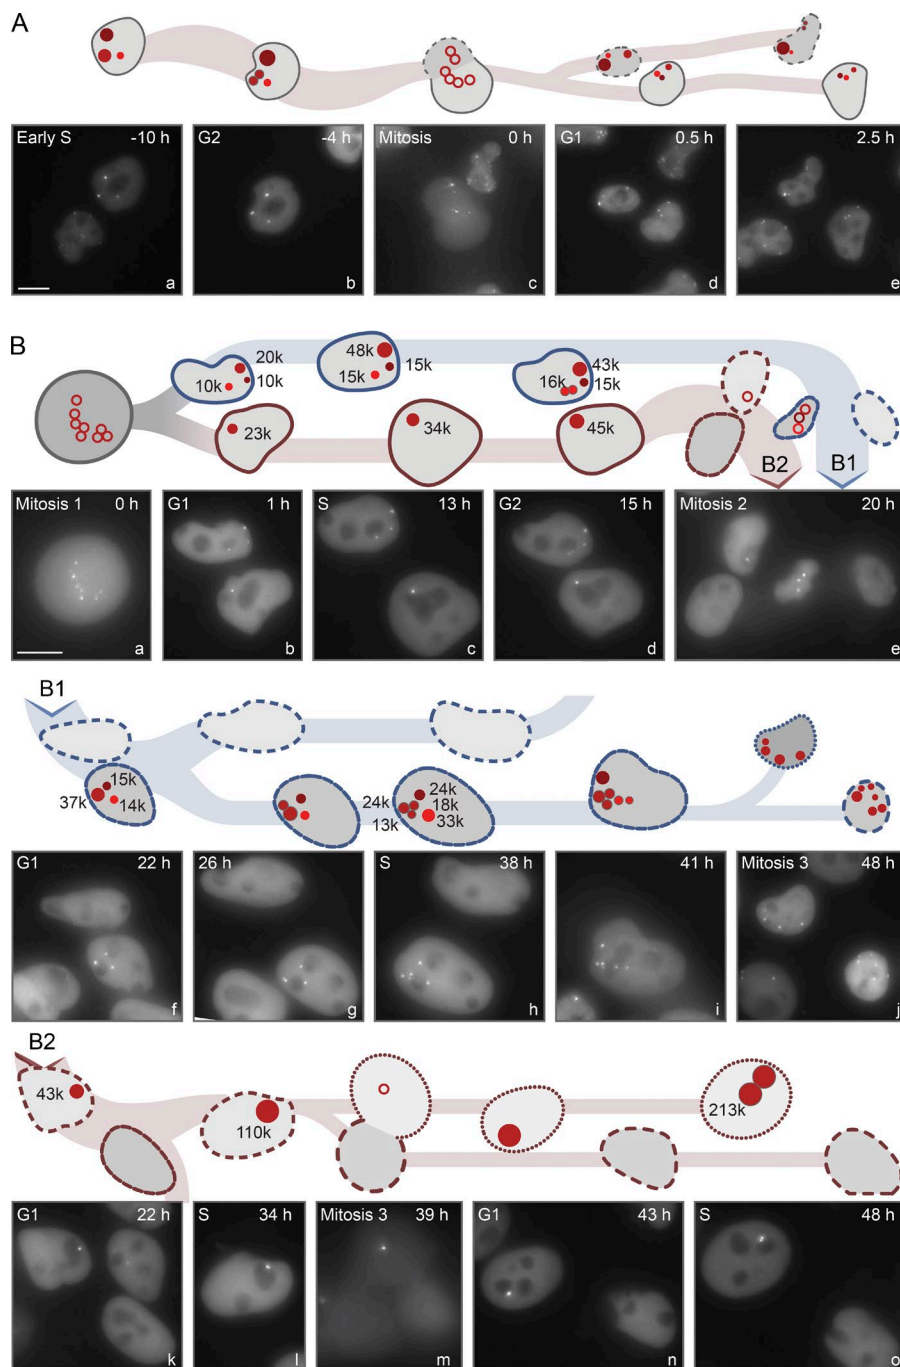 A
Early S -10 h
a
G2 -4 h
b
Mitosis 0 h
c
G1 0.5 h
d
2.5 h
e
B
20k
10k 10k
48k
15k 15k
43k
16k 15k
23k
34k
45k
B2 B1
Mitosis 1 0 h
a
G1 1 h
b
S 13 h
c
G2 15 h
d
Mitosis 2 20 h
e
B1
15k
37k 14k
24k 24k
18k
13k 33k
G1 22 h
f
26 h
g
S 38 h
h
41 h
i
Mitosis 3 48 h
j
B2
43k
110k
213k
G1 22 h
k
S 34 h
l
Mitosis 3 39 h
m
G1 43 h
n
S 48 h
o